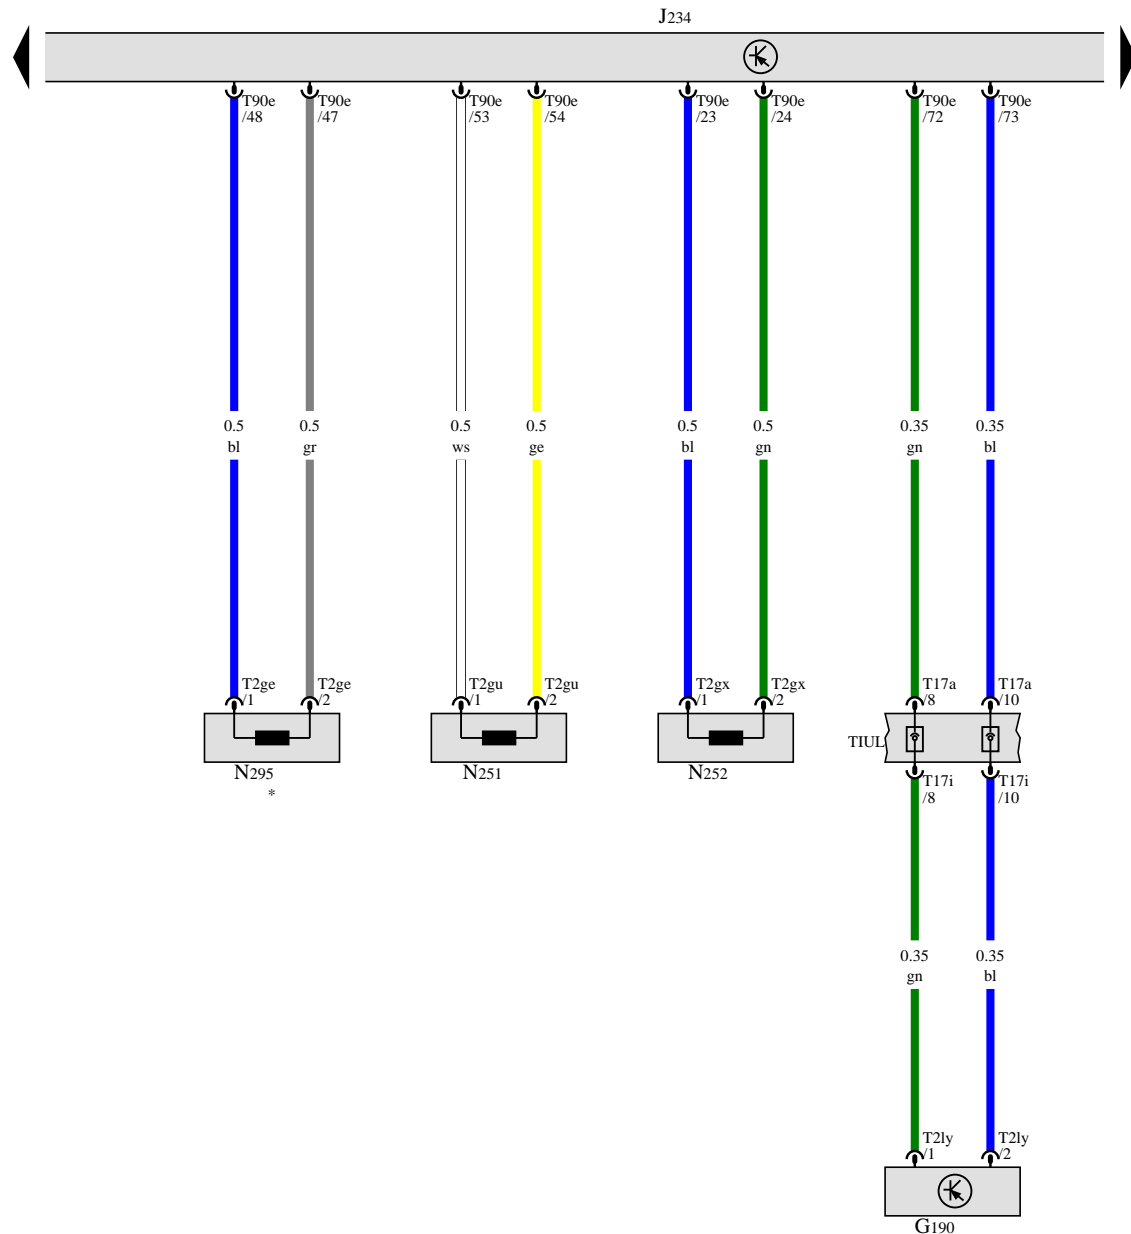 J234
T90e T90e T90e T90e T90e T90e T90e T90e
/48 /47 /53 /54 /23 /24 /72 /73
0.5 0.5 0.5 0.5 0.5 0.5 0.35 0.35
bl gr ws ge bl gn gn bl
T2ge T2ge T2gu T2gu T2gx T2gx T17a T17a
/1 /2 /1 /2 /1 /2 /8 /10
TIUL
N295 N251 N252
*
T17i T17i
/8 /10
0.35 0.35
gn bl
T2ly T2ly
/1 /2
G190